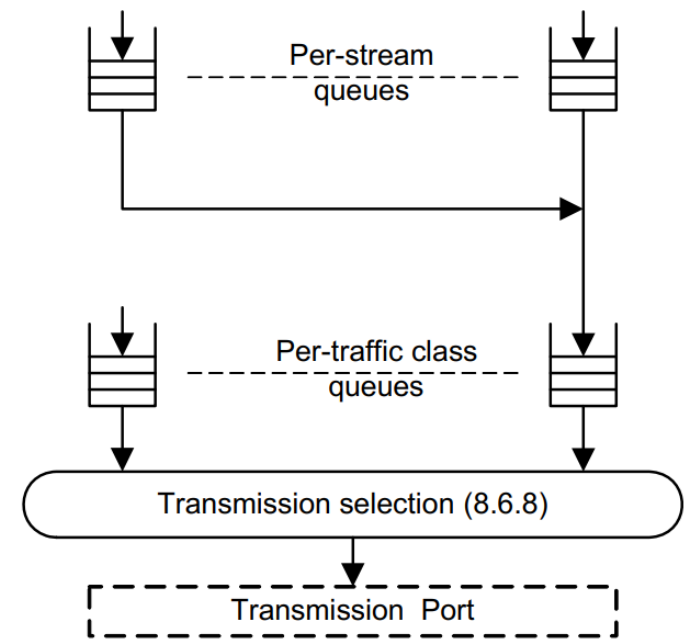 Per-stream
queues
Per-traffic class
queues
Transmission selection (8.6.8)
Transmission Port